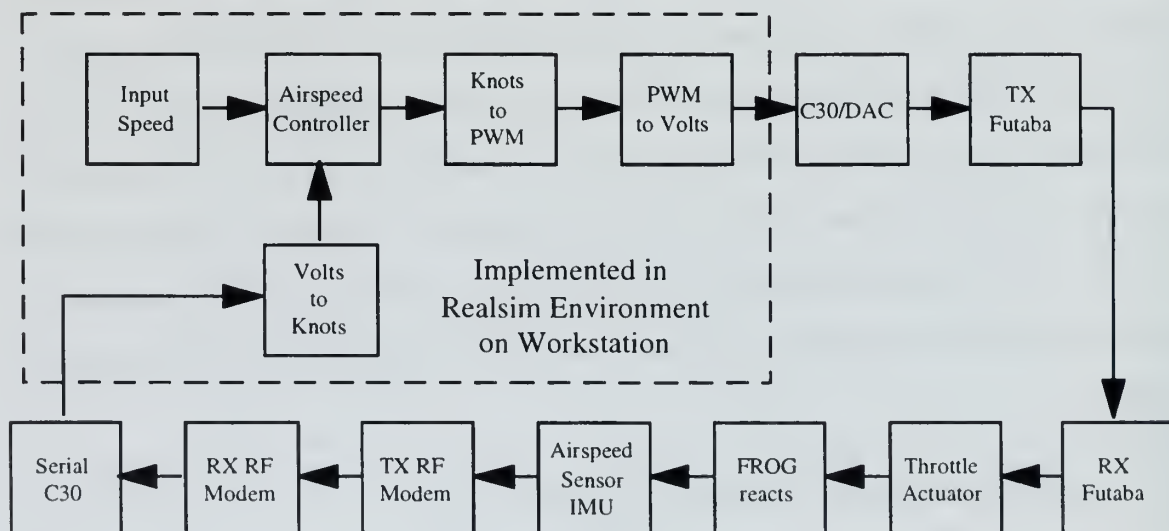 Input
Speed
Airspeed
Controller
Knots
to
PWM
PWM
to Volts
C30/DAC
TX
Futaba
Volts
to
Knots
Implemented in
Realsim Environment
on Workstation
Serial
C30
RX RF
Modem
TX RF
Modem
Airspeed
Sensor
IMU
FROG
reacts
Throttle
Actuator
RX
Futaba